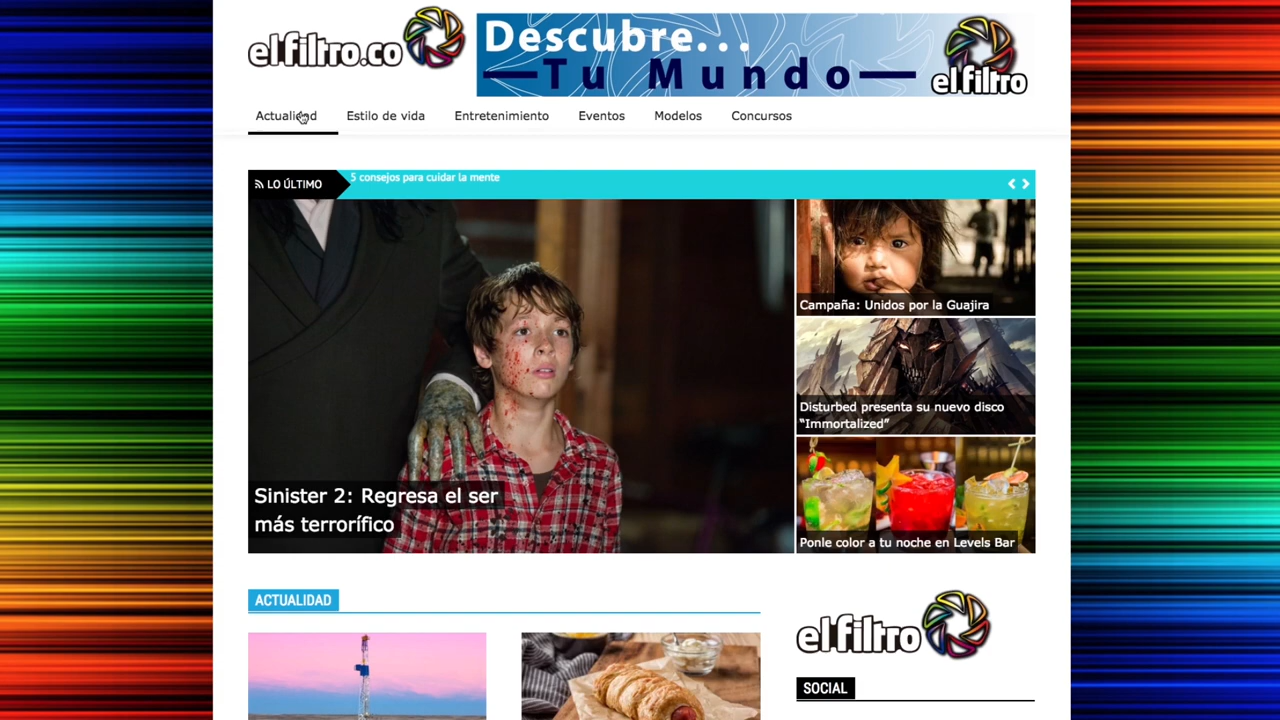 elfiltro.co
Descubre...
Tu Mundo
elfiltro
Actualidad
Estilo de vida
Entretenimiento
Eventos
Modelos
Concursos
LO ÚLTIMO
5 consejos para cuidar la mente
Sinister 2: Regresa el ser
más terrorífico
Campaña: Unidos por la Guajira
Disturbed presenta su nuevo disco
“Immortalized”
Ponle color a tu noche en Levels Bar
ACTUALIDAD
elfiltro
SOCIAL